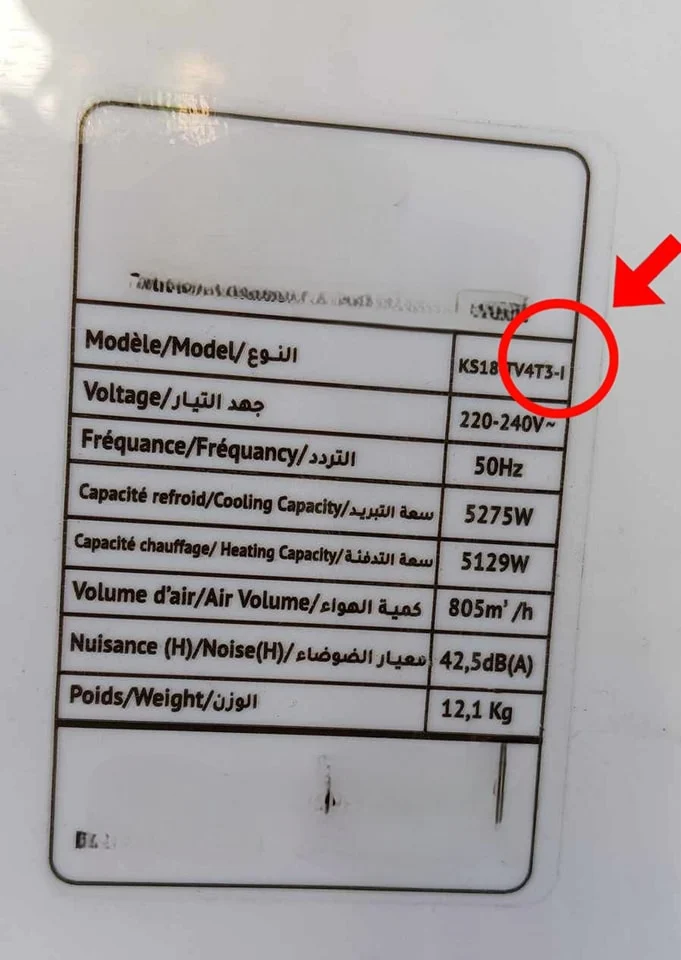 Modèle/Model/النوع KS18 TV4T3-I
Voltage/جهد التيار 220-240V~
Fréquance/Fréquancy/التردد 50Hz
Capacité refroid/Cooling Capacity/سعة التبريد 5275W
Capacité chauffage/ Heating Capacity/سعة التدفئة 5129W
Volume d'air/Air Volume/كمية الهواء 805m³ /h
Nuisance (H)/Noise(H)/معيار الضوضاء 42,5dB(A)
Poids/Weight/الوزن 12,1 Kg